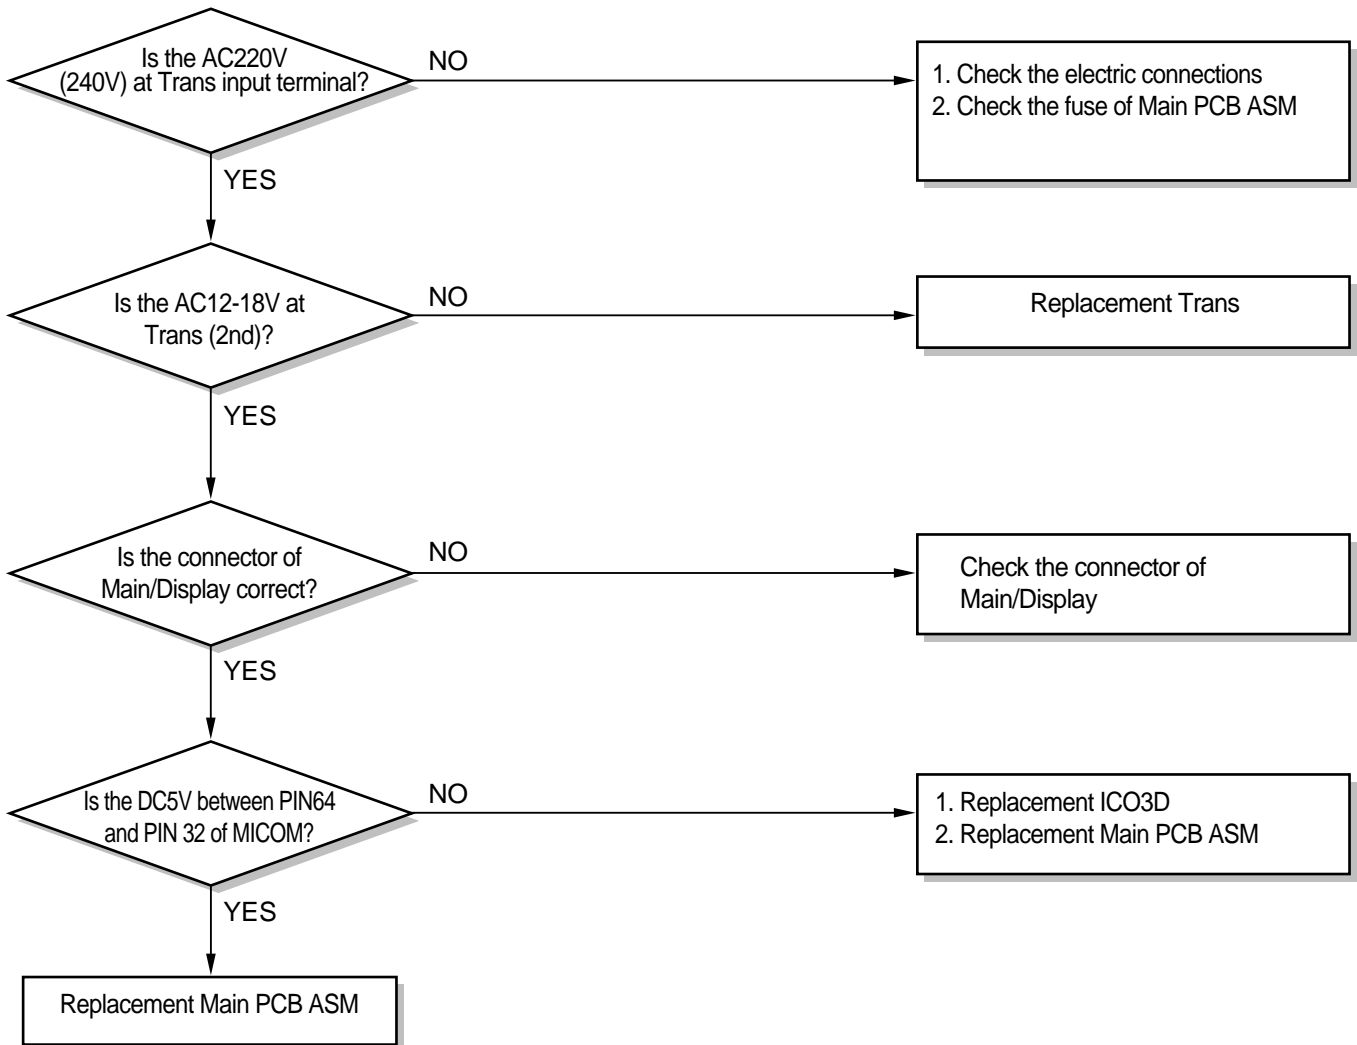 Is the AC220V
(240V) at Trans input terminal?
NO
1. Check the electric connections
2. Check the fuse of Main PCB ASM
YES
Is the AC12-18V at
Trans (2nd)?
NO
Replacement Trans
YES
Is the connector of
Main/Display correct?
NO
Check the connector of
Main/Display
YES
Is the DC5V between PIN64
and PIN 32 of MICOM?
NO
1. Replacement ICO3D
2. Replacement Main PCB ASM
YES
Replacement Main PCB ASM